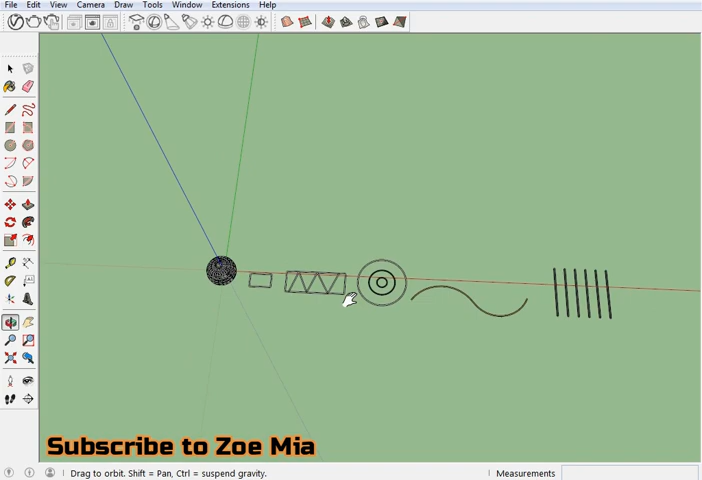 File Edit View Camera Draw Tools Window Extensions Help
Subscribe to Zoe Mia
Drag to orbit. Shift = Pan, Ctrl = suspend gravity.
Measurements